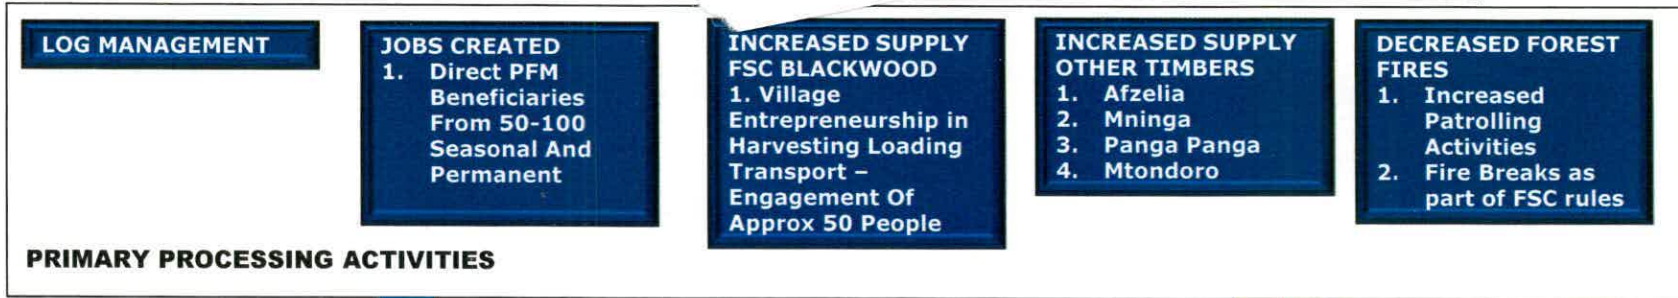 LOG MANAGEMENT
JOBS CREATED
1. Direct PFM
Beneficiaries
From 50-100
Seasonal And
Permanent
INCREASED SUPPLY
FSC BLACKWOOD
1. Village
Entrepreneurship in
Harvesting Loading
Transport –
Engagement Of
Approx 50 People
INCREASED SUPPLY
OTHER TIMBERS
1. Afzelia
2. Mninga
3. Panga Panga
4. Mtondoro
DECREASED FOREST
FIRES
1. Increased
Patrolling
Activities
2. Fire Breaks as
part of FSC rules
PRIMARY PROCESSING ACTIVITIES